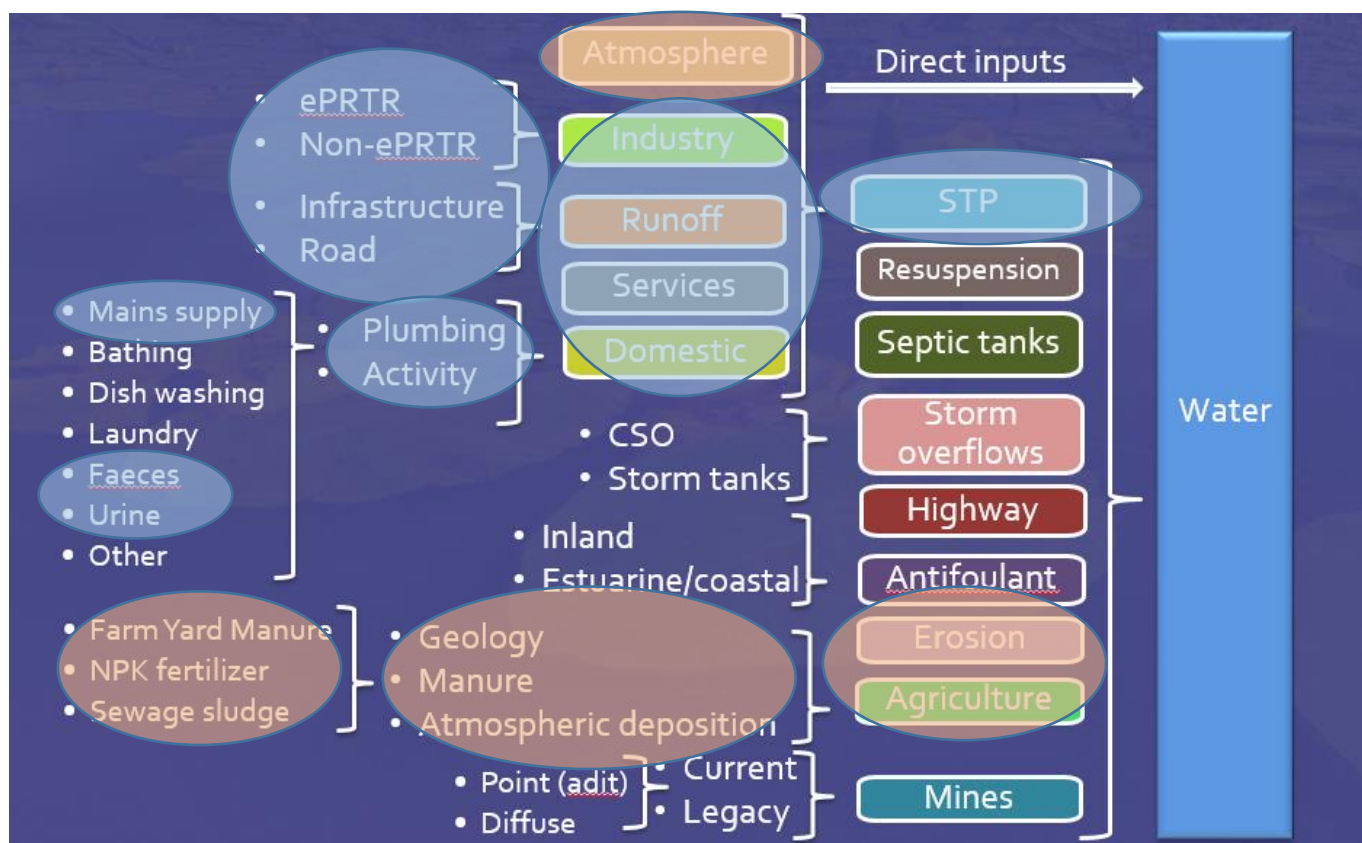 Atmosphere
Direct inputs
• ePRTR
• Non-ePRTR
Industry
• Infrastructure
• Road
Runoff
STP
Services
Resuspension
• Mains supply
• Bathing
• Dish washing
• Laundry
• Faeces
• Urine
• Other
• Plumbing
• Activity
Domestic
Septic tanks
Water
• CSO
• Storm tanks
Storm
overflows
Highway
• Inland
• Estuarine/coastal
Antifoulant
• Farm Yard Manure
• NPK fertilizer
• Sewage sludge
• Geology
• Manure
• Atmospheric deposition
Erosion
Agriculture
• Point (adit)
• Diffuse
• Current
• Legacy
Mines